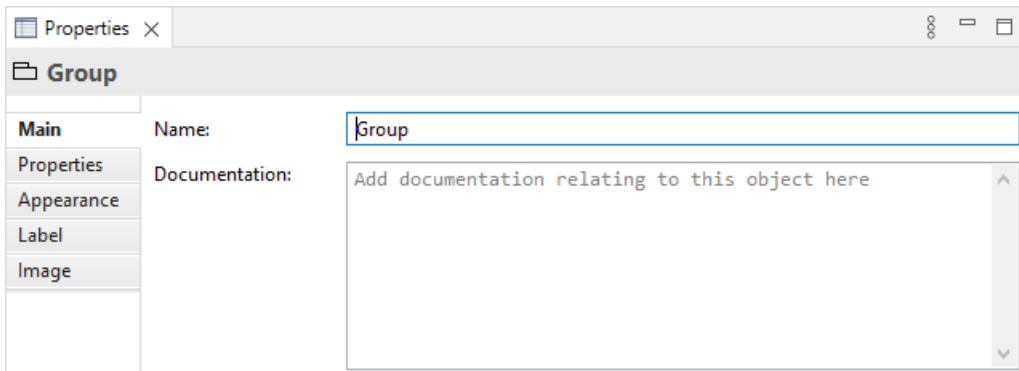 Properties
Group
Main
Name:
Group
Properties
Documentation:
Add documentation relating to this object here
Appearance
Label
Image